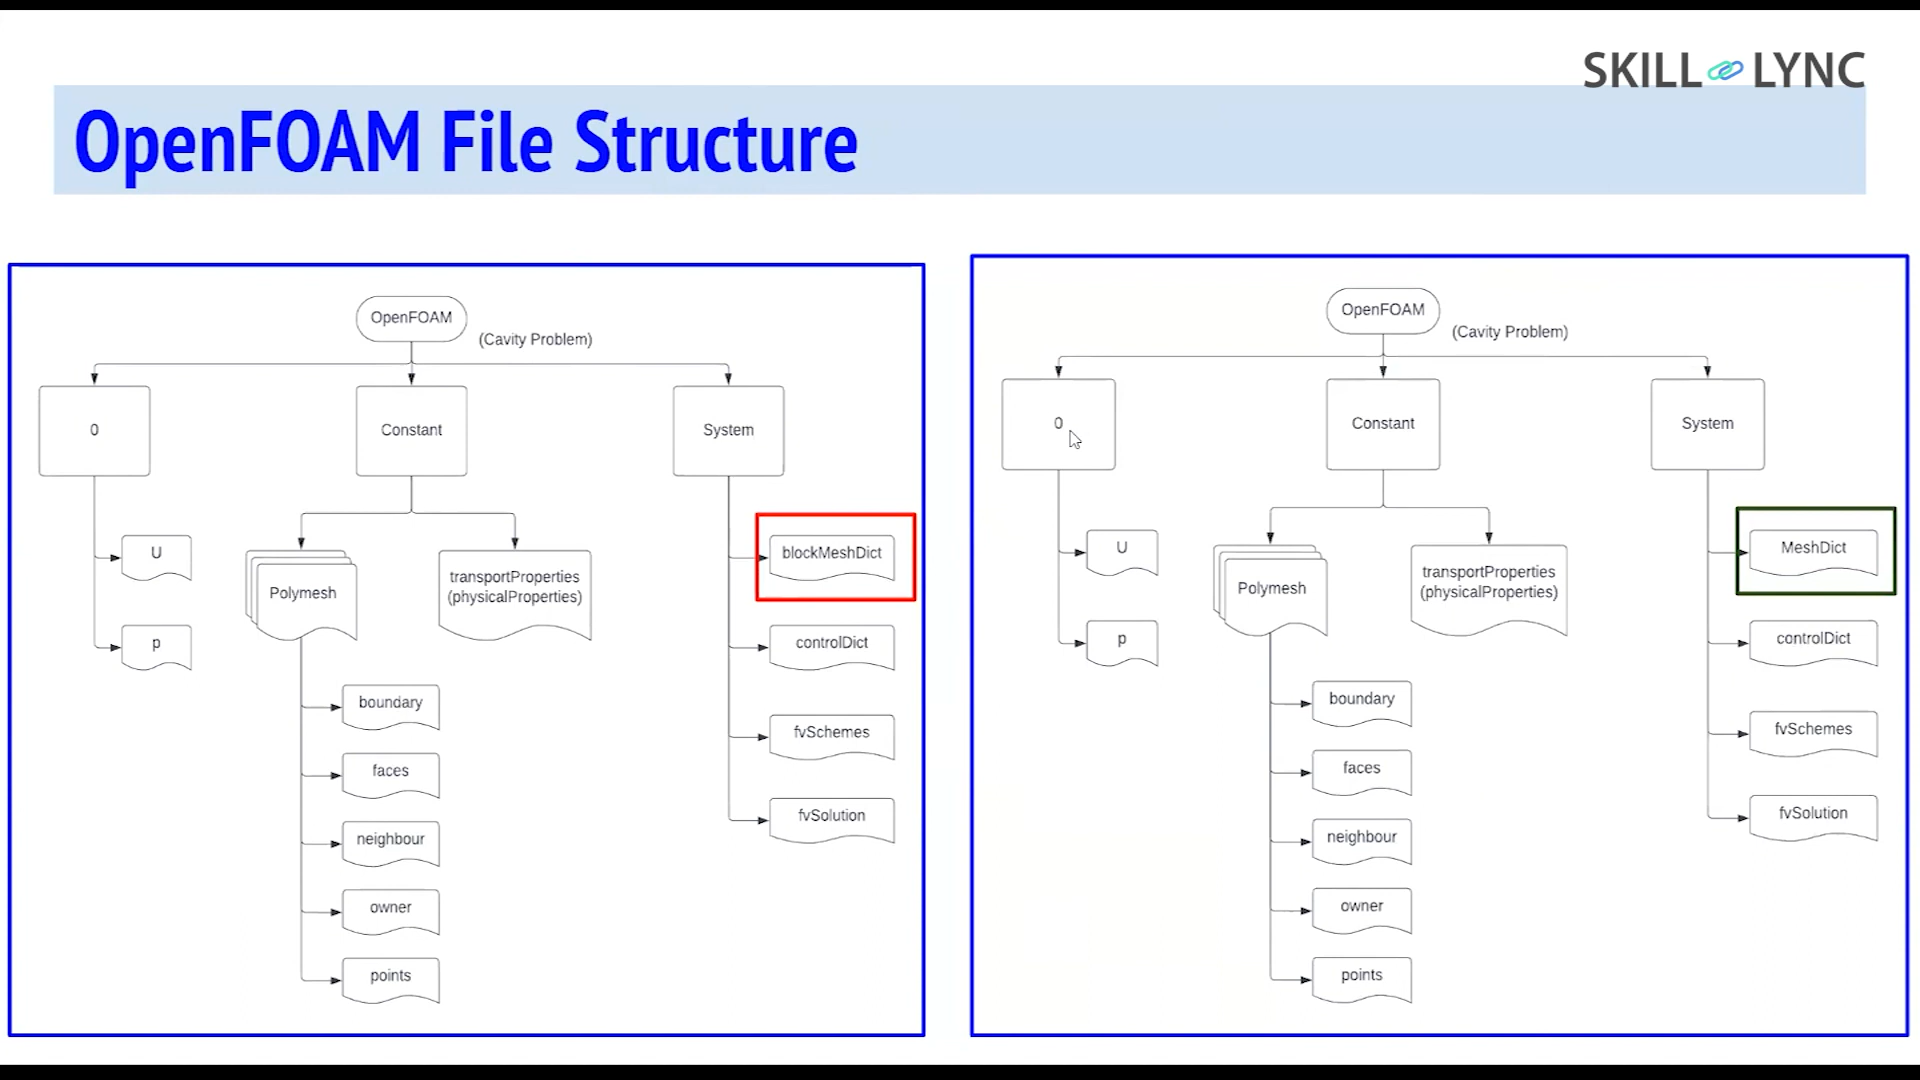 SKILL LYNC
OpenFOAM File Structure
OpenFOAM
(Cavity Problem)
0
Constant
System
U
p
Polymesh
transportProperties
(physicalProperties)
blockMeshDict
controlDict
fvSchemes
fvSolution
boundary
faces
neighbour
owner
points
OpenFOAM
(Cavity Problem)
0
Constant
System
U
p
Polymesh
transportProperties
(physicalProperties)
MeshDict
controlDict
fvSchemes
fvSolution
boundary
faces
neighbour
owner
points